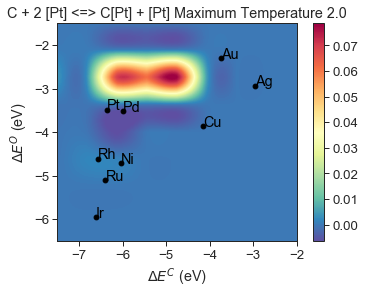 C + 2 [Pt] <=> C[Pt] + [Pt] Maximum Temperature 2.0
−2
−3
−4
−5
−6
ΔE^O (eV)
Au
Ag
Pt
Pd
Cu
Rh
Ni
Ru
Ir
−7
−6
−5
−4
−3
−2
ΔE^C (eV)
0.07
0.06
0.05
0.04
0.03
0.02
0.01
0.00